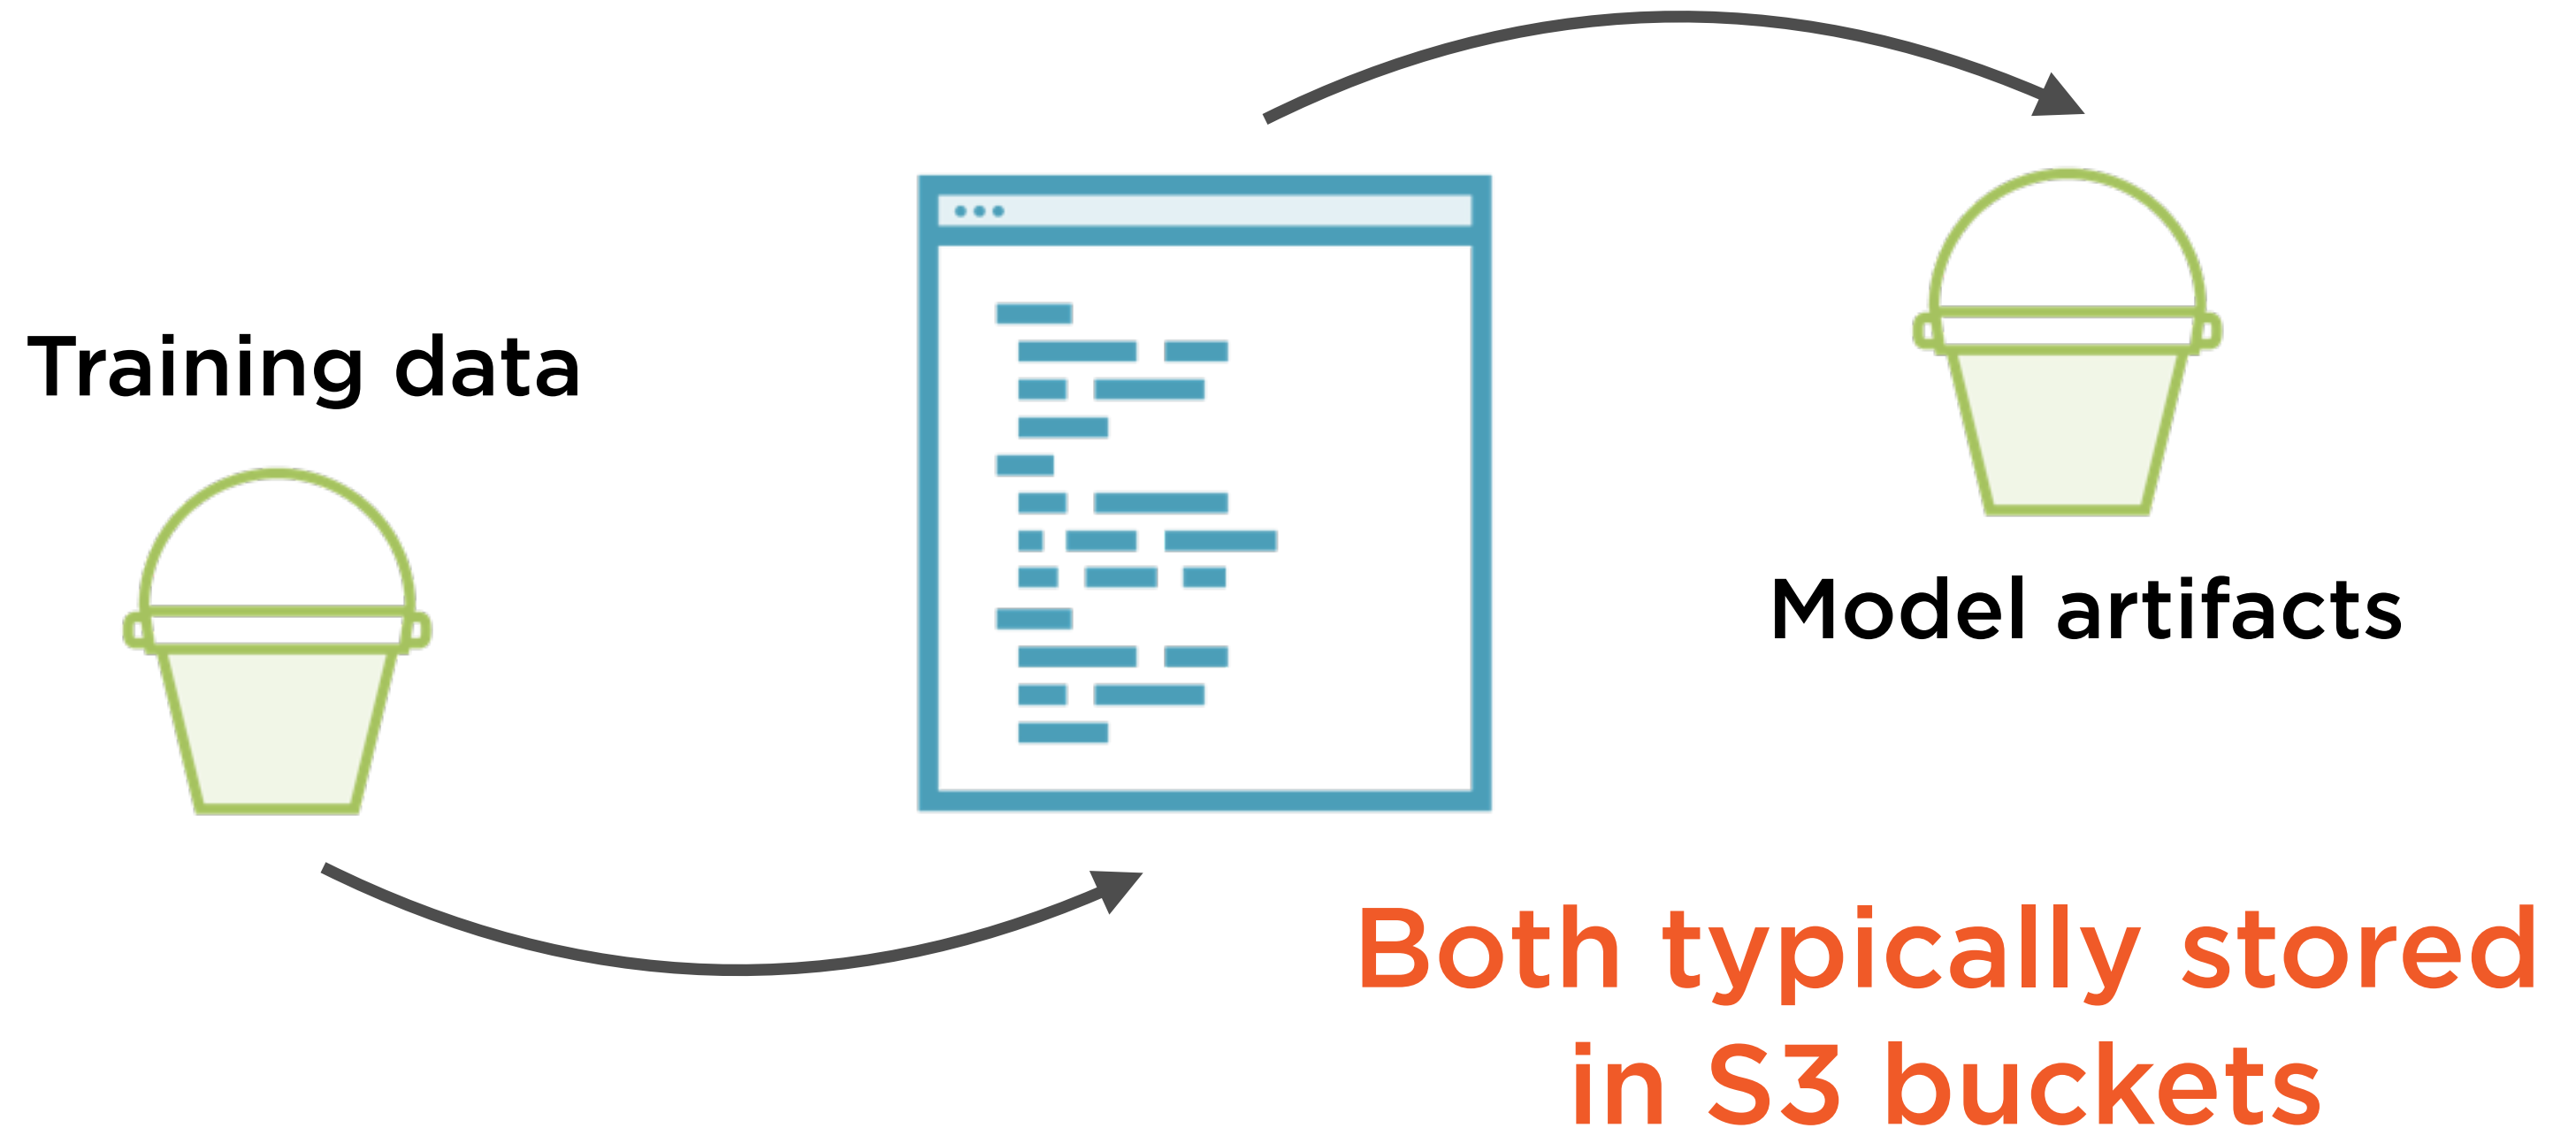 Training data
Model artifacts
Both typically stored
in S3 buckets